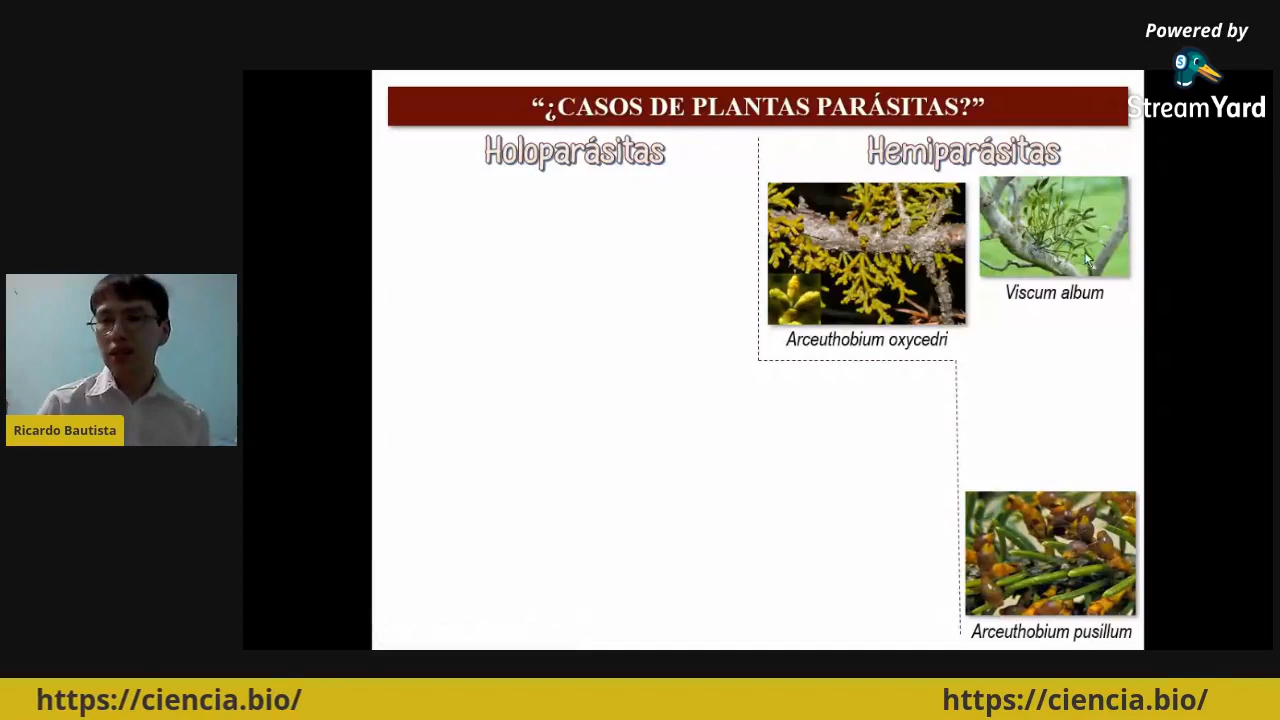 Powered by
StreamYard
“¿CASOS DE PLANTAS PARÁSITAS?”
Holoparásitas
Hemiparásitas
Viscum album
Arceuthobium oxycedri
Ricardo Bautista
Arceuthobium pusillum
https://ciencia.bio/
https://ciencia.bio/